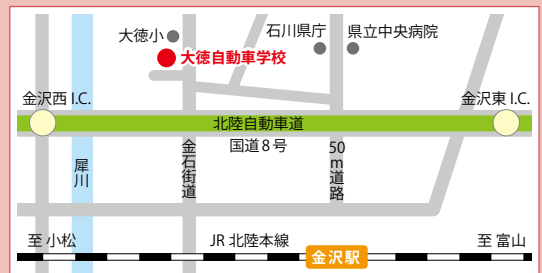 大徳小
石川県庁
県立中央病院
大徳自動車学校
金沢西 I.C.
金沢東 I.C.
北陸自動車道
国道8号
犀川
金石街道
50m道路
至 小松
JR 北陸本線
至 富山
金沢駅